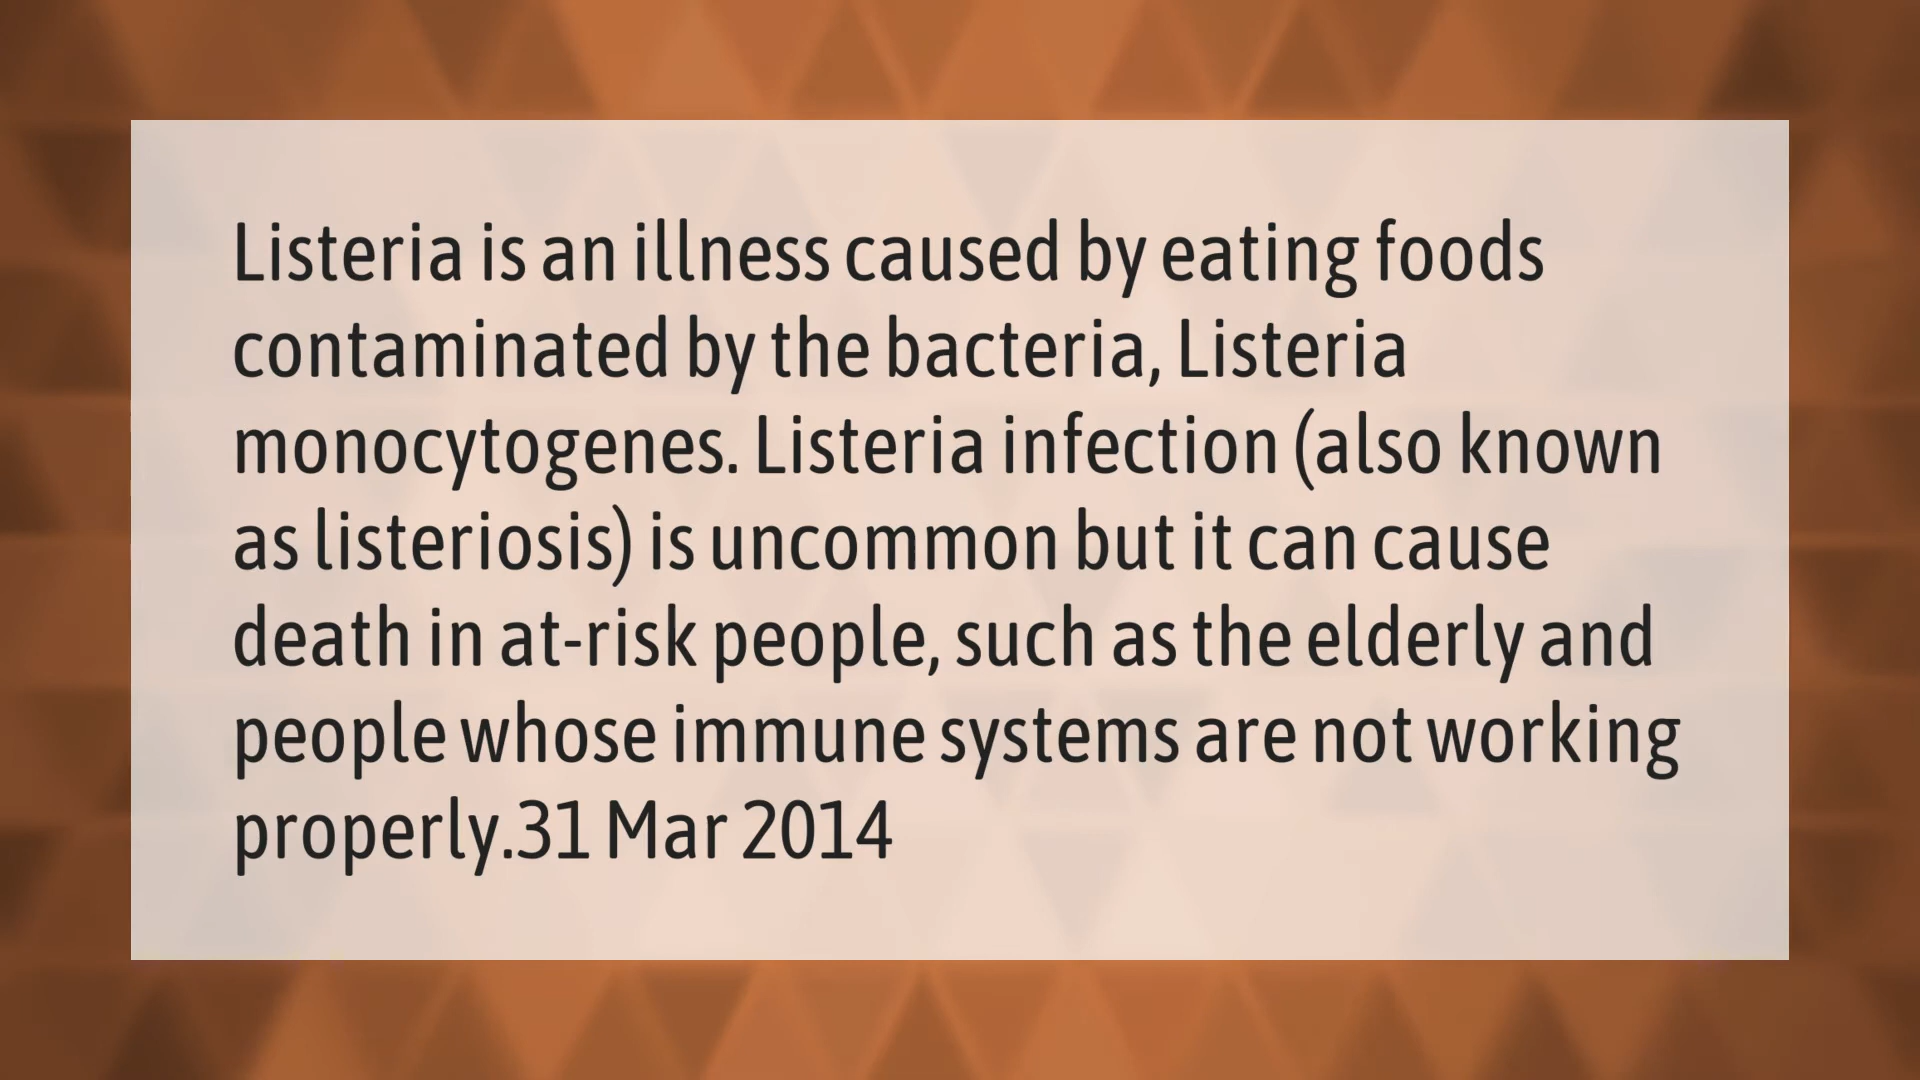 Listeria is an illness caused by eating foods
contaminated by the bacteria, Listeria
monocytogenes. Listeria infection (also known
as listeriosis) is uncommon but it can cause
death in at-risk people, such as the elderly and
people whose immune systems are not working
properly.31 Mar 2014